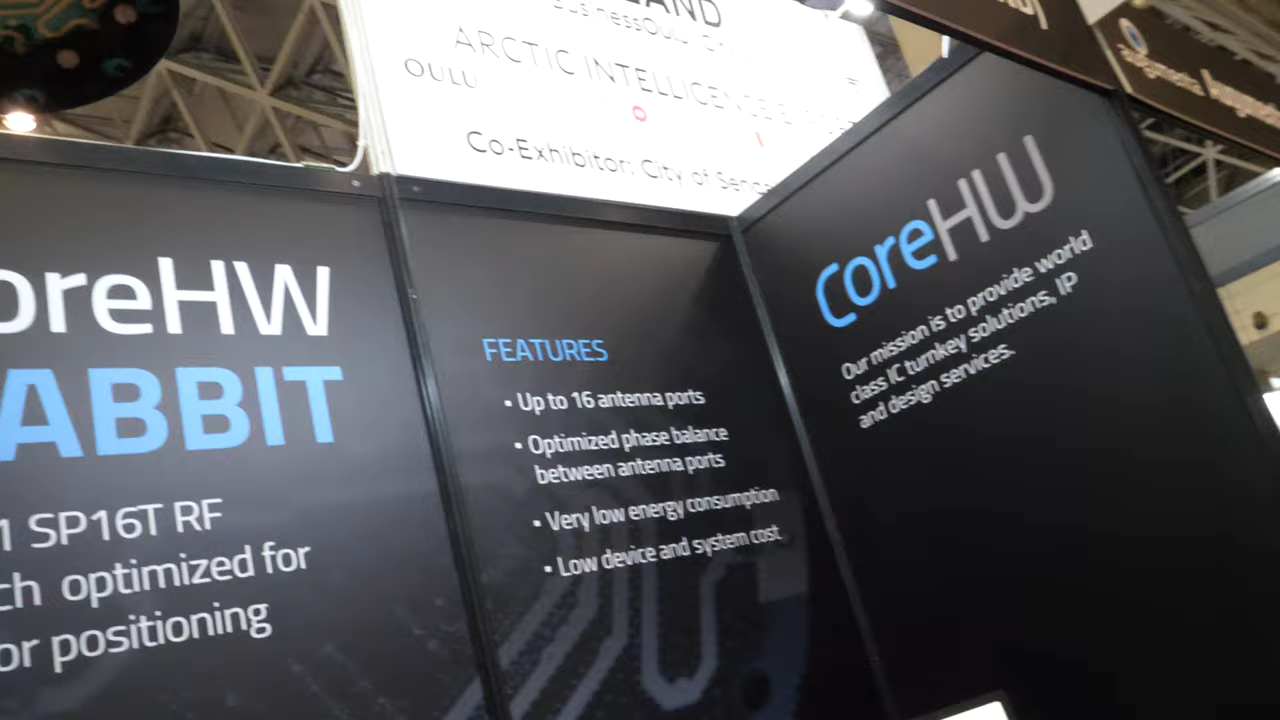 ARCTIC INTELLIGENCE
OULU
Co-Exhibitor: City of
oreHW
ABBIT
1 SP16T RF
ch optimized for
or positioning
FEATURES
• Up to 16 antenna ports
• Optimized phase balance
between antenna ports
• Very low energy consumption
• Low device and system cost
CoreHW
Our mission is to provide world
class IC turnkey solutions, IP
and design services.